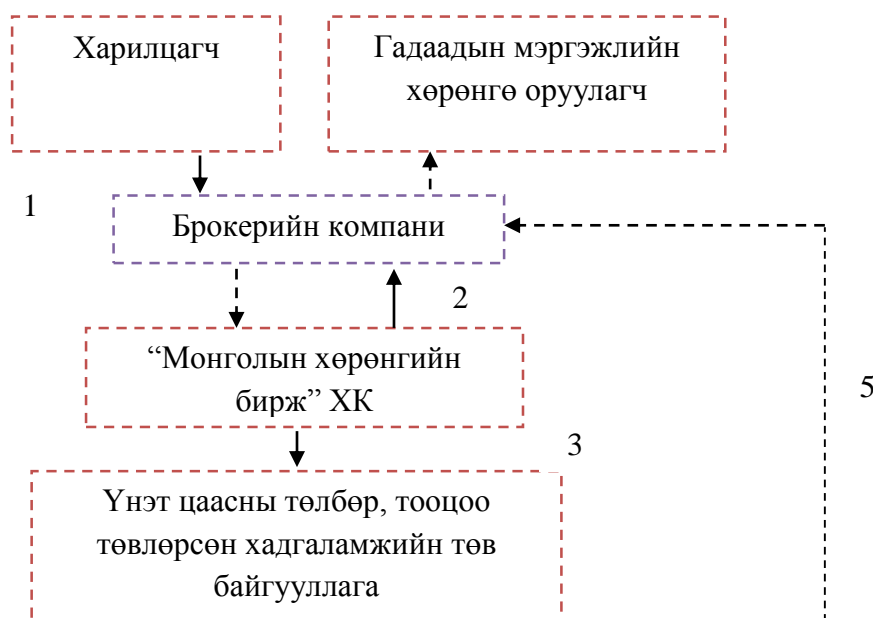 Харилцагч
Гадаадын мэргэжлийн
хөрөнгө оруулагч
1
Брокерийн компани
2
“Монголын хөрөнгийн
бирж” ХК
5
3
Үнэт цаасны төлбөр, тооцоо
төвлөрсөн хадгаламжийн төв
байгууллага